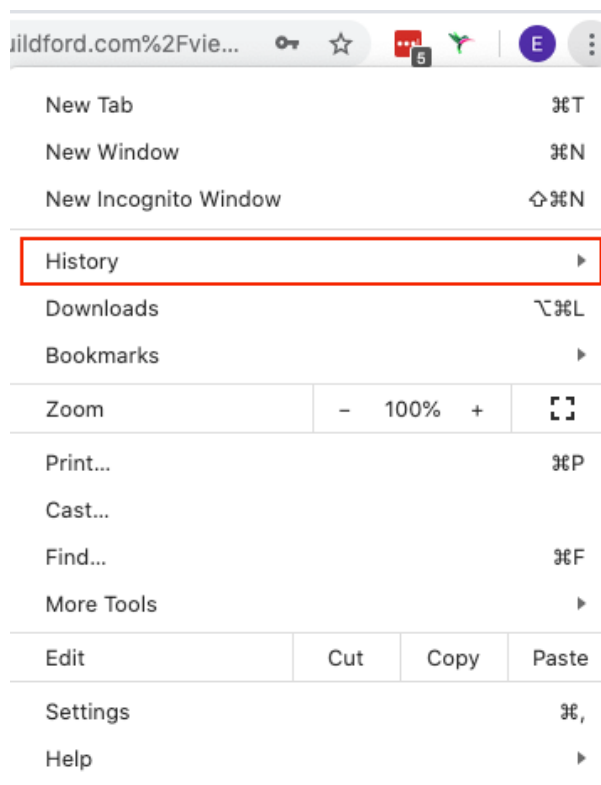 uildford.com%2Fvie...
5
E
New Tab ⌘T
New Window ⌘N
New Incognito Window ⇧⌘N
History
Downloads ⌥⌘L
Bookmarks
Zoom - 100% +
Print... ⌘P
Cast...
Find... ⌘F
More Tools
Edit Cut Copy Paste
Settings ⌘,
Help